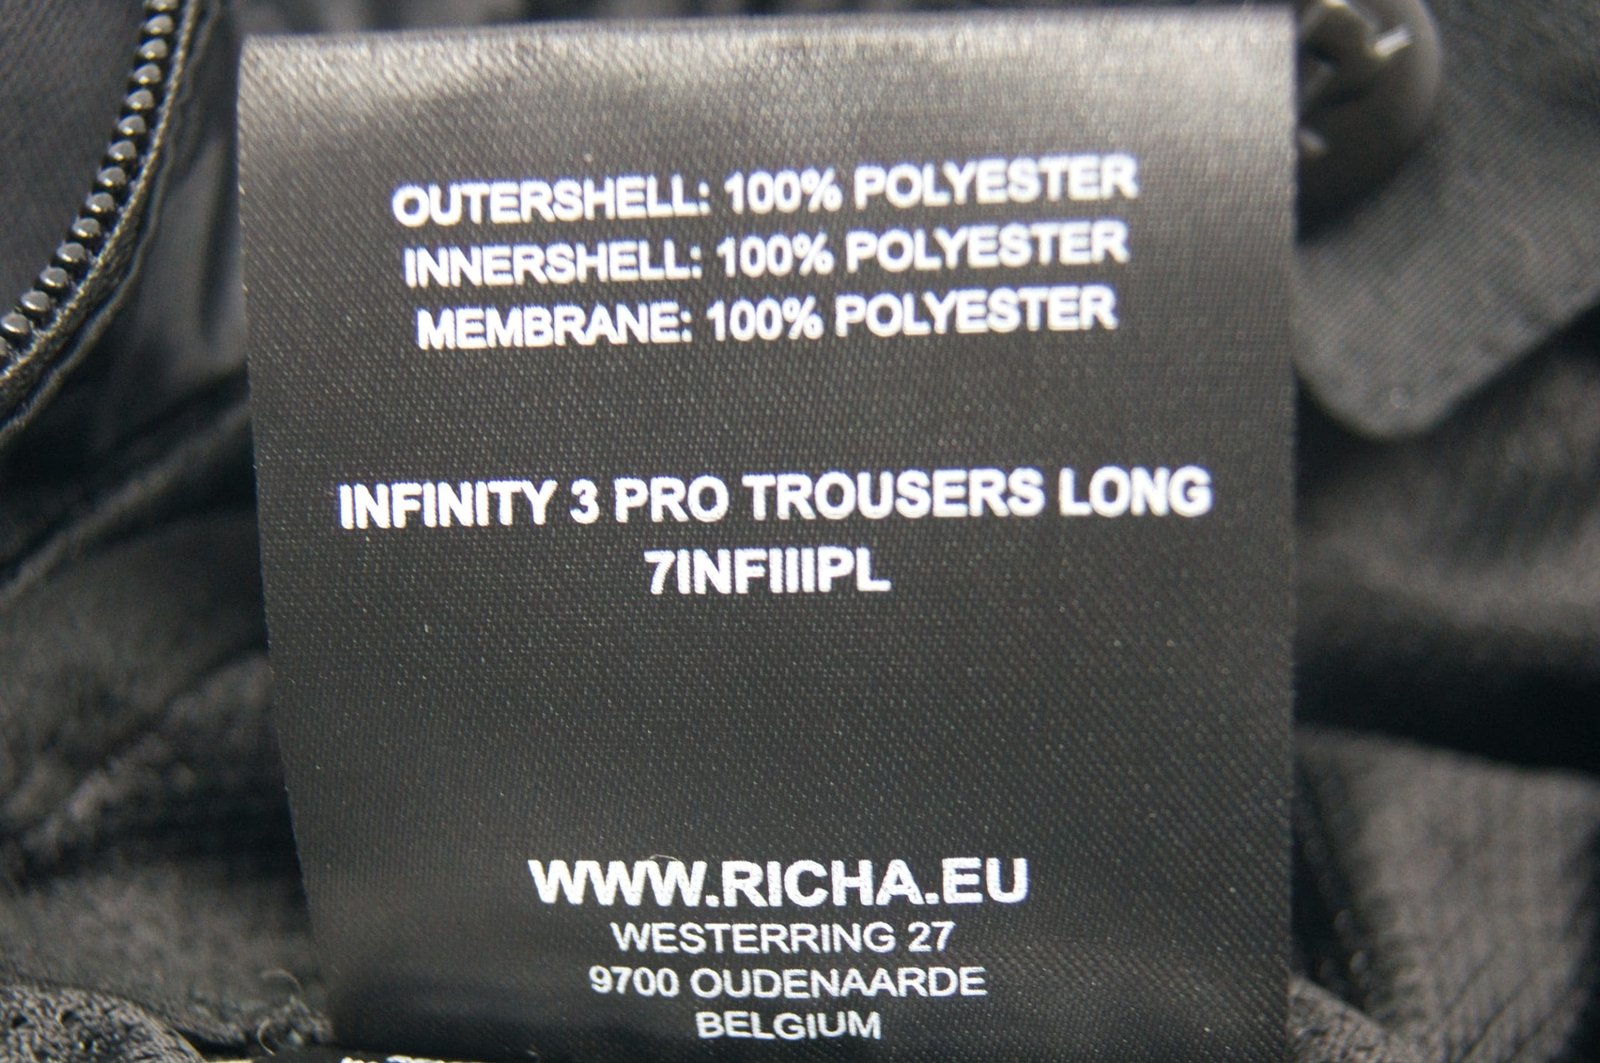 OUTERSHELL: 100% POLYESTER
INNERSHELL: 100% POLYESTER
MEMBRANE: 100% POLYESTER
INFINITY 3 PRO TROUSERS LONG
7INFIIIPL
WWW.RICHA.EU
WESTERRING 27
9700 OUDENAARDE
BELGIUM